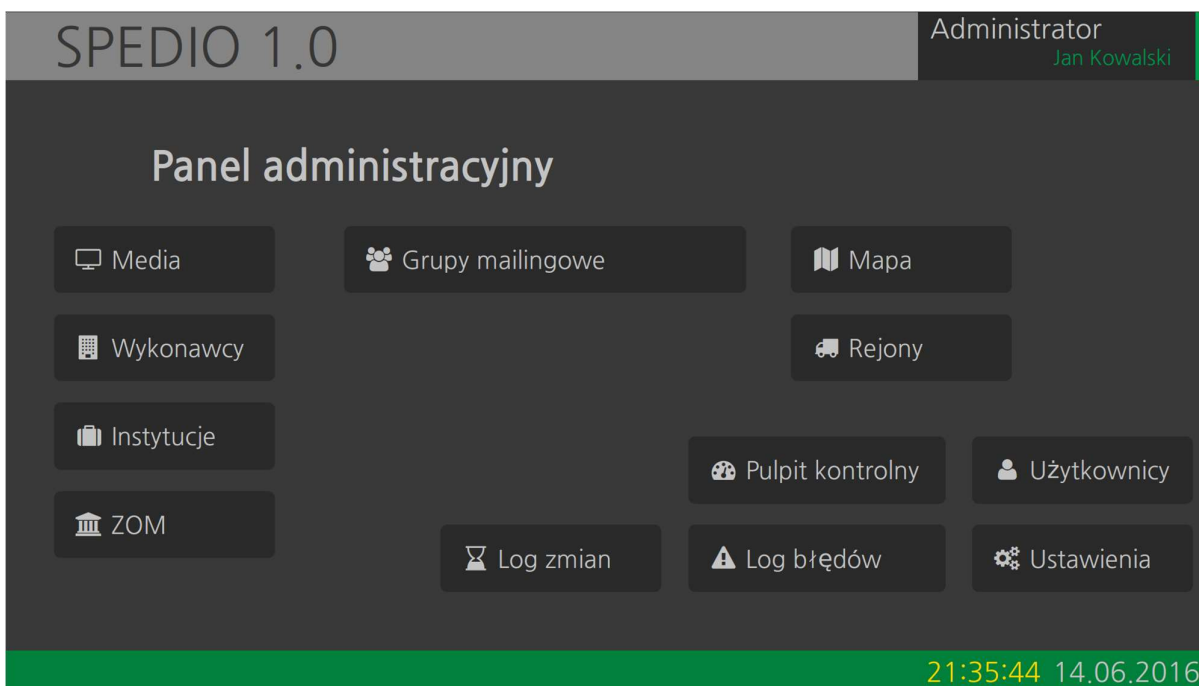 SPEDIO 1.0
Administrator
Jan Kowalski
Panel administracyjny
Media
Grupy mailingowe
Mapa
Wykonawcy
Rejony
Instytucje
Pulpit kontrolny
Użytkownicy
ZOM
Log zmian
Log błędów
Ustawienia
21:35:44 14.06.2016